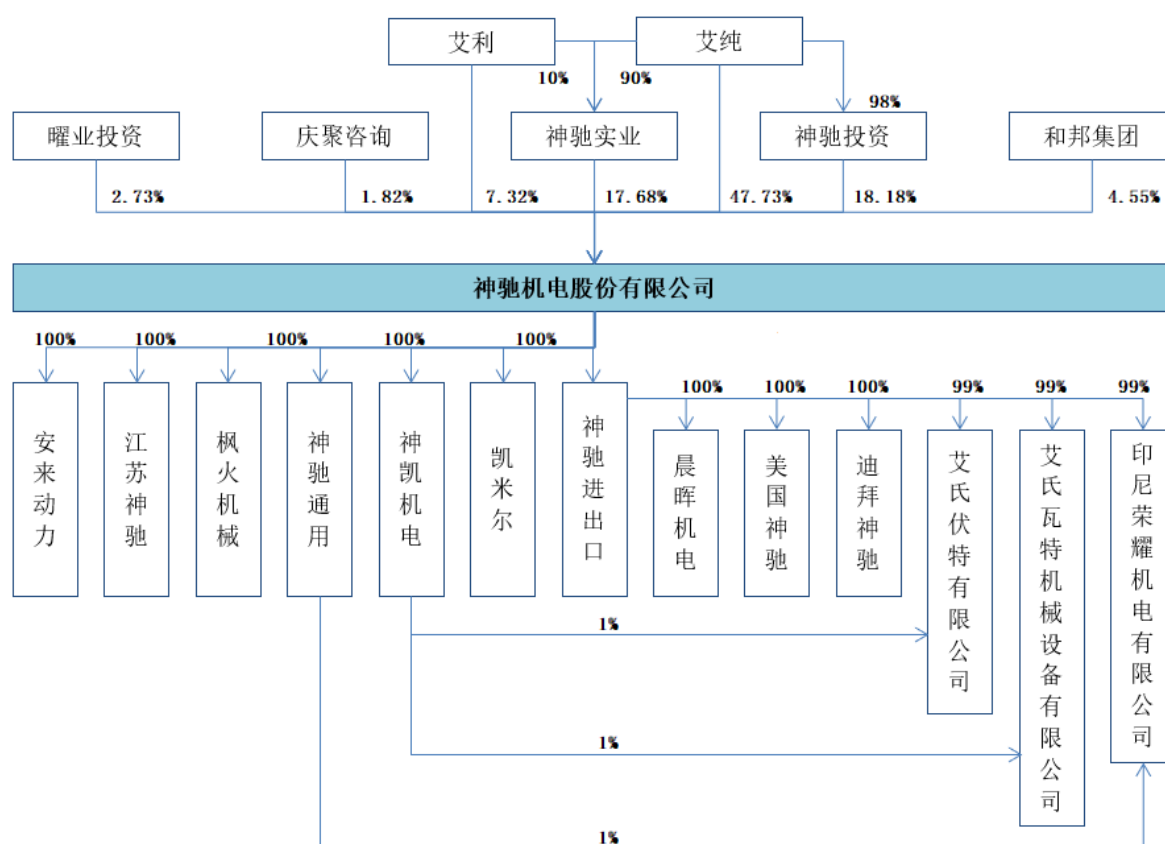 艾利
艾纯
10%
90%
98%
曜业投资
庆聚咨询
神驰实业
神驰投资
和邦集团
2.73%
1.82%
7.32%
17.68%
47.73%
18.18%
4.55%
神驰机电股份有限公司
100%
100%
100%
100%
100%
100%
100%
100%
99%
99%
99%
安来动力
江苏神驰
枫火机械
神驰通用
神凯机电
凯米尔
神驰进出口
晨晖机电
美国神驰
迪拜神驰
艾氏伏特有限公司
艾氏瓦特机械设备有限公司
印尼荣耀机电有限公司
1%
1%
1%